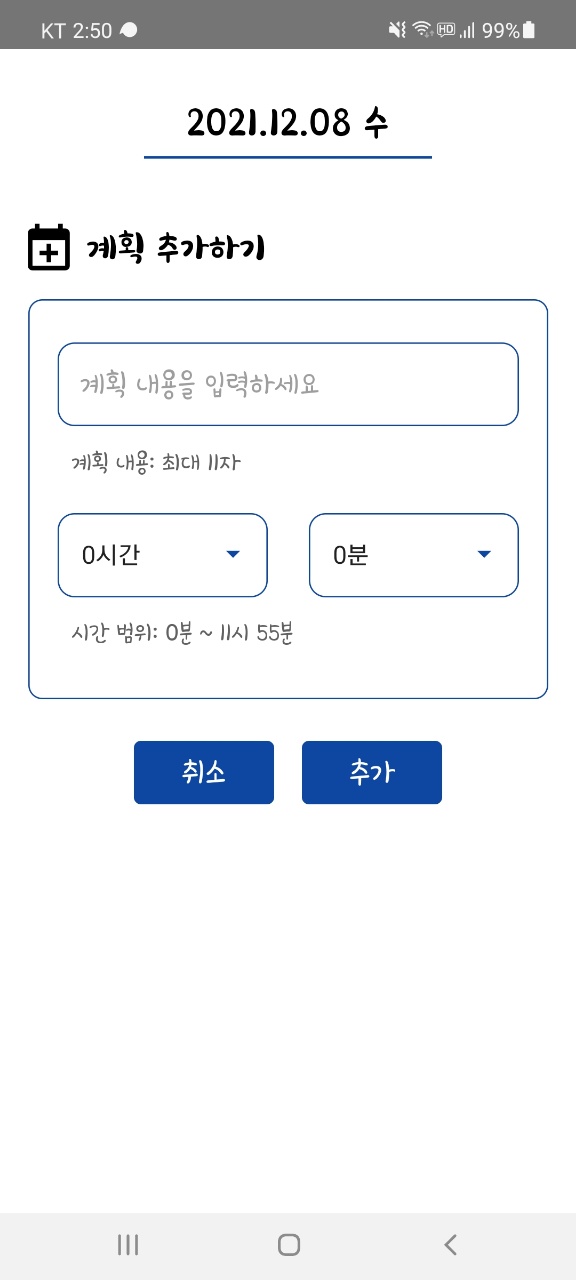 KT 2:50 HD 99%
2021.12.08 수
계획 추가하기
계획 내용을 입력하세요
계획 내용: 최대 11자
0시간 0분
시간 범위: 0분 ~ 11시 55분
취소 추가